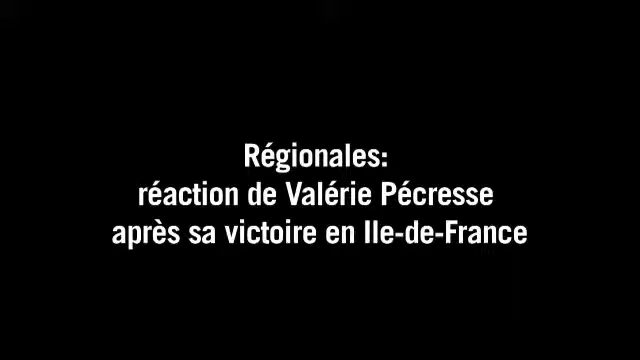 Régionales:
réaction de Valérie Pécresse
après sa victoire en Ile-de-France